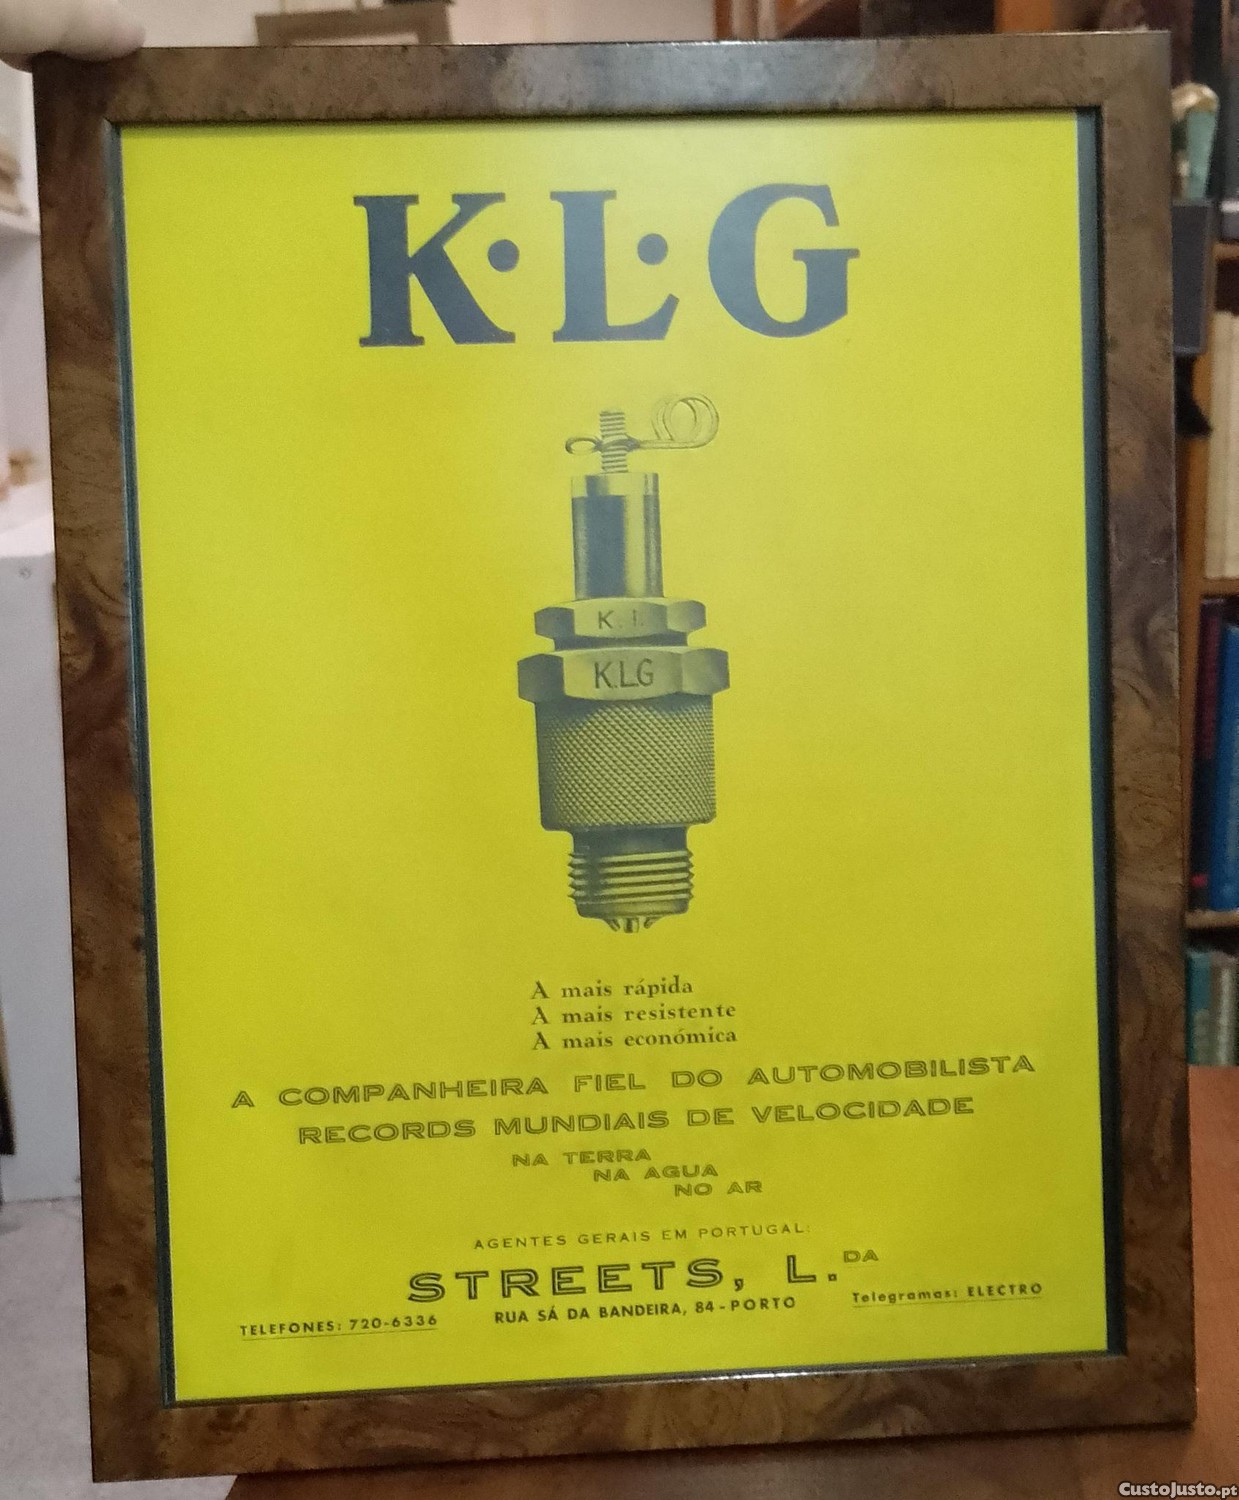 K·L·G
K.L.G
A mais rápida
A mais resistente
A mais económica
A COMPANHEIRA FIEL DO AUTOMOBILISTA
RECORDS MUNDIAIS DE VELOCIDADE
NA TERRA
NA AGUA
NO AR
AGENTES GERAIS EM PORTUGAL:
STREETS, L.DA
TELEFONES: 720-6336
RUA SÁ DA BANDEIRA, 84 - PORTO
Telegramas: ELECTRO
CustoJusto.pt